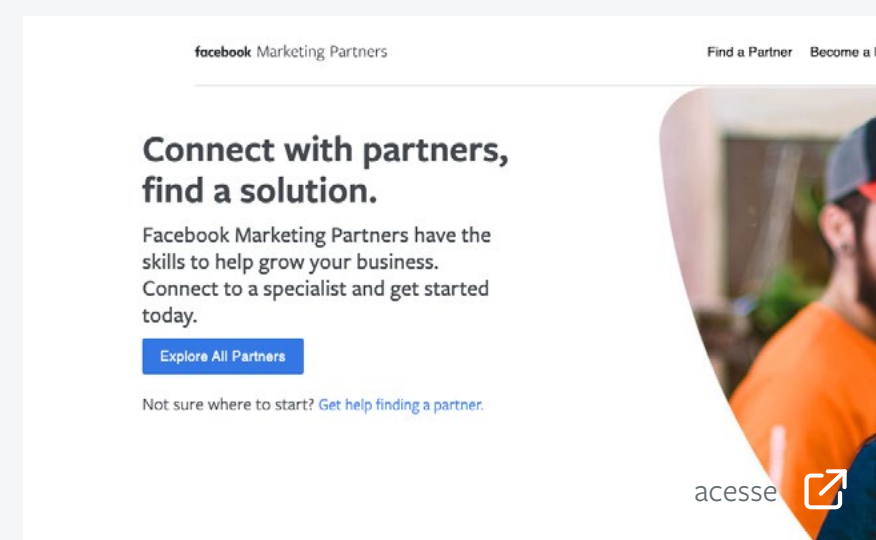 facebook Marketing Partners
Find a Partner Become a
Connect with partners,
find a solution.
Facebook Marketing Partners have the
skills to help grow your business.
Connect to a specialist and get started
today.
Explore All Partners
Not sure where to start? Get help finding a partner.
acesse